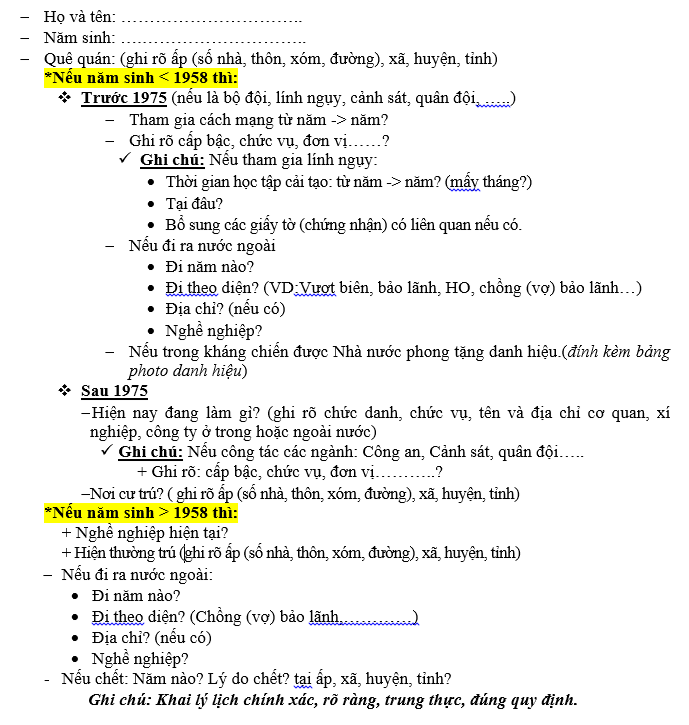 – Họ và tên: …………………………….
– Năm sinh: …………………………….
– Quê quán: (ghi rõ ấp (số nhà, thôn, xóm, đường), xã, huyện, tỉnh)
*Nếu năm sinh < 1958 thì:
❖ Trước 1975 (nếu là bộ đội, lính ngụy, cảnh sát, quân đội, …..)
– Tham gia cách mạng từ năm -> năm?
– Ghi rõ cấp bậc, chức vụ, đơn vị……?
✓ Ghi chú: Nếu tham gia lính ngụy:
• Thời gian học tập cải tạo: từ năm -> năm? (mấy tháng?)
• Tại đâu?
• Bổ sung các giấy tờ (chứng nhận) có liên quan nếu có.
– Nếu đi ra nước ngoài
• Đi năm nào?
• Đi theo diện? (VD:Vượt biên, bảo lãnh, HO, chồng (vợ) bảo lãnh…)
• Địa chỉ? (nếu có)
• Nghề nghiệp?
– Nếu trong kháng chiến được Nhà nước phong tặng danh hiệu.(đính kèm bảng
photo danh hiệu)
❖ Sau 1975
–Hiện nay đang làm gì? (ghi rõ chức danh, chức vụ, tên và địa chỉ cơ quan, xí
nghiệp, công ty ở trong hoặc ngoài nước)
✓ Ghi chú: Nếu công tác các ngành: Công an, Cảnh sát, quân đội…..
+ Ghi rõ: cấp bậc, chức vụ, đơn vị………..?
–Nơi cư trú? ( ghi rõ ấp (số nhà, thôn, xóm, đường), xã, huyện, tỉnh)
*Nếu năm sinh > 1958 thì:
+ Nghề nghiệp hiện tại?
+ Hiện thường trú (ghi rõ ấp (số nhà, thôn, xóm, đường), xã, huyện, tỉnh)
– Nếu đi ra nước ngoài:
• Đi năm nào?
• Đi theo diện? (Chồng (vợ) bảo lãnh…………)
• Địa chỉ? (nếu có)
• Nghề nghiệp?
- Nếu chết: Năm nào? Lý do chết? tại ấp, xã, huyện, tỉnh?
Ghi chú: Khai lý lịch chính xác, rõ ràng, trung thực, đúng quy định.